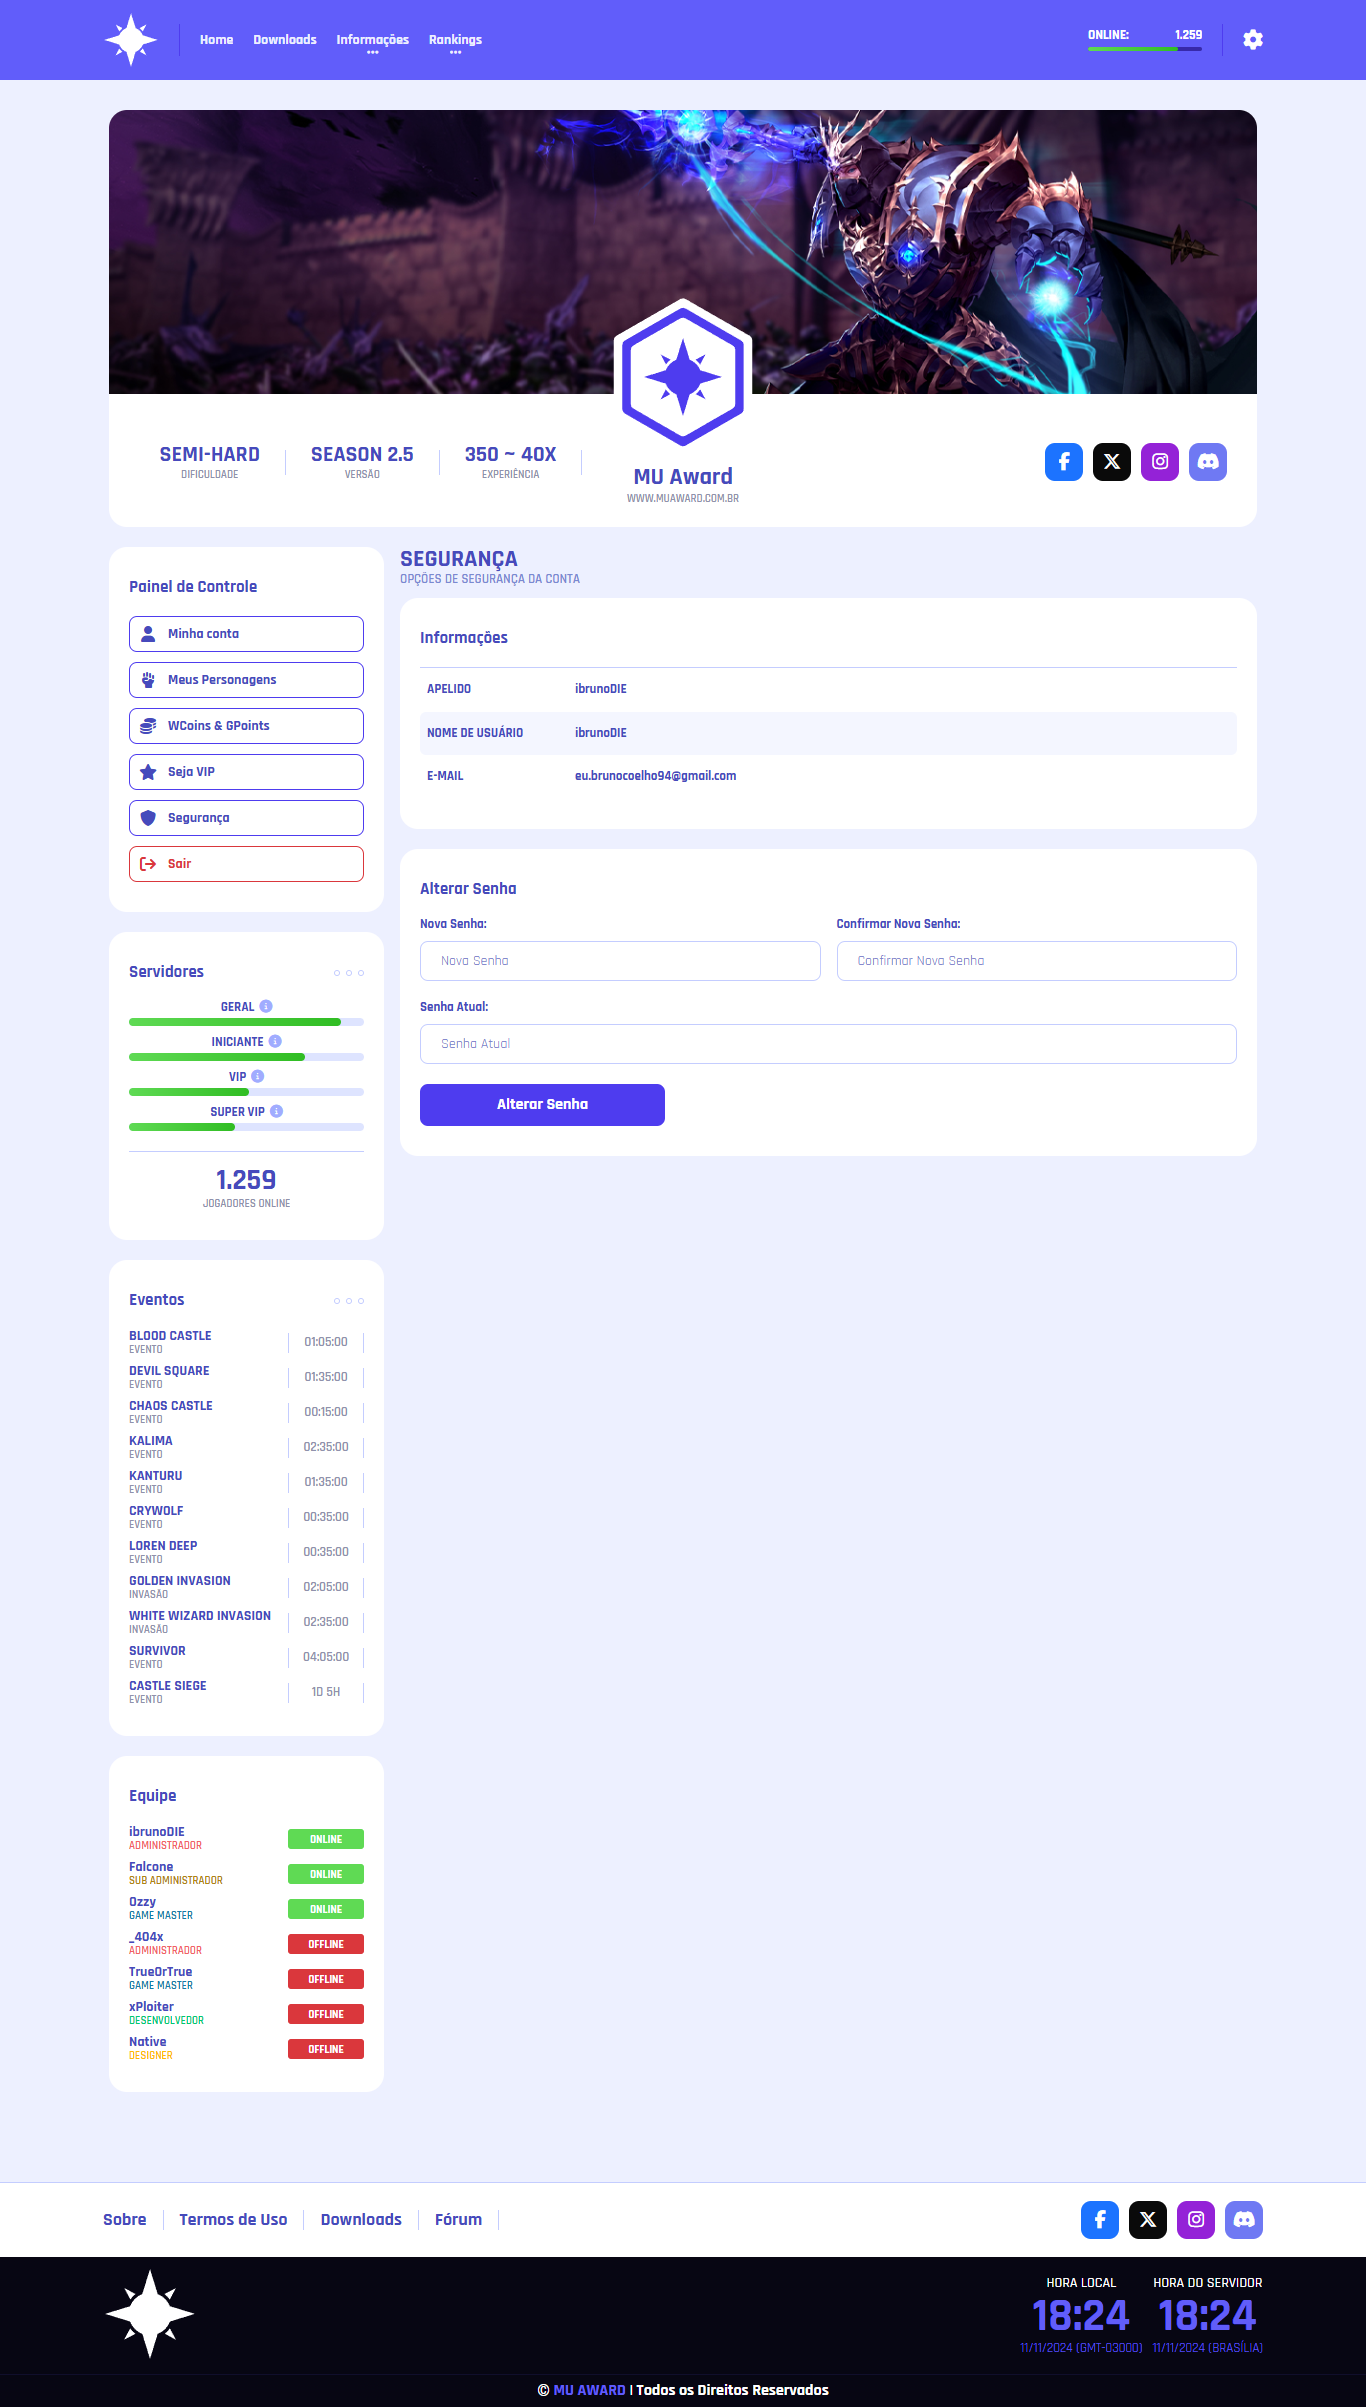 Home Downloads Informações Rankings
ONLINE: 1.259
SEMI-HARD
DIFICULDADE
SEASON 2.5
VERSÃO
350 ~ 40X
EXPERIÊNCIA
MU Award
WWW.MUAWARD.COM.BR
Painel de Controle
Minha conta
Meus Personagens
WCoins & GPoints
Seja VIP
Segurança
Sair
Servidores
GERAL
INICIANTE
VIP
SUPER VIP
1.259
JOGADORES ONLINE
Eventos
BLOOD CASTLE
EVENTO
01:05:00
DEVIL SQUARE
EVENTO
01:35:00
CHAOS CASTLE
EVENTO
00:15:00
KALIMA
EVENTO
02:35:00
KANTURU
EVENTO
01:35:00
CRYWOLF
EVENTO
00:35:00
LOREN DEEP
EVENTO
00:35:00
GOLDEN INVASION
INVASÃO
02:05:00
WHITE WIZARD INVASION
INVASÃO
02:35:00
SURVIVOR
EVENTO
04:05:00
CASTLE SIEGE
EVENTO
1D 5H
Equipe
ibrunoDIE
ADMINISTRADOR
ONLINE
Falcone
SUB ADMINISTRADOR
ONLINE
Ozzy
GAME MASTER
ONLINE
_404x
ADMINISTRADOR
OFFLINE
TrueOrTrue
GAME MASTER
OFFLINE
xPloiter
DESENVOLVEDOR
OFFLINE
Native
DESIGNER
OFFLINE
SEGURANÇA
OPÇÕES DE SEGURANÇA DA CONTA
Informações
APELIDO ibrunoDIE
NOME DE USUÁRIO ibrunoDIE
E-MAIL eu.brunocoelho94@gmail.com
Alterar Senha
Nova Senha:
Nova Senha
Confirmar Nova Senha:
Confirmar Nova Senha
Senha Atual:
Senha Atual
Alterar Senha
Sobre Termos de Uso Downloads Fórum
HORA LOCAL
18:24
11/11/2024 (GMT-03000)
HORA DO SERVIDOR
18:24
11/11/2024 (BRASÍLIA)
© MU AWARD | Todos os Direitos Reservados